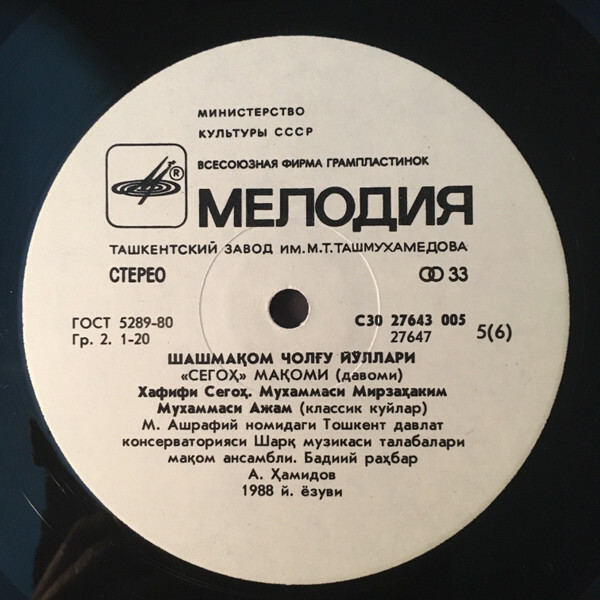 МИНИСТЕРСТВО
КУЛЬТУРЫ СССР
ВСЕСОЮЗНАЯ ФИРМА ГРАМПЛАСТИНОК
®
МЕЛОДИЯ
ТАШКЕНТСКИЙ ЗАВОД ИМ.М.Т.ТАШМУХАМЕДОВА
СТЕРЕО 33
ГОСТ 5289-80 С30 27643 005
Гр. 2. 1-20 27647 5(6)
ШАШМАҚОМ ЧОЛҒУ ЙЎЛЛАРИ
«СЕГОҲ» МАҚОМИ (давоми)
Хафифи Сегоҳ. Мухаммаси Мирзаҳаким
Мухаммаси Ажам (классик куйлар)
М. Ашрафий номидаги Тошкент давлат
консерваторияси Шарқ музикаси талабалари
мақом ансамбли. Бадиий раҳбар
А. Ҳамидов
1988 й. ёзуви